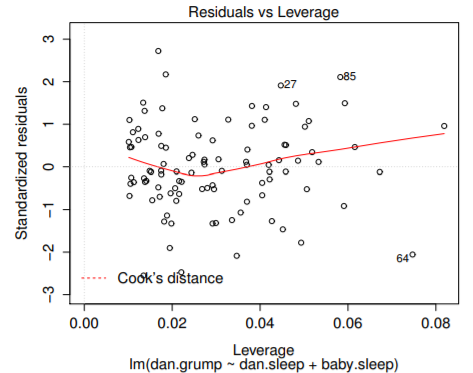 Residuals vs Leverage
Standardized residuals
3
2
1
0
−1
−2
−3
27
85
64
Cook's distance
0.00 0.02 0.04 0.06 0.08
Leverage
lm(dan.grump ~ dan.sleep + baby.sleep)